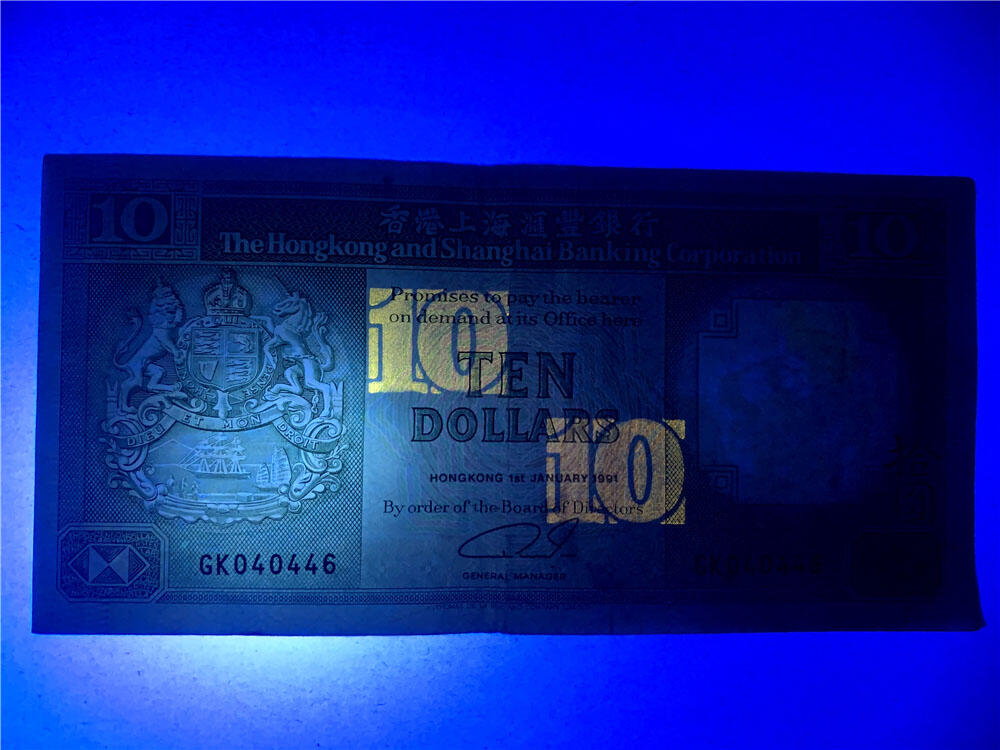 10
香港上海滙豐銀行
10
The Hongkong and Shanghai Banking Corporation
Promises to pay the bearer
on demand at its Office here
10
TEN
DOLLARS
10
DIEU ET MON DROIT
HONGKONG 1st JANUARY 1991
By order of the Board of Directors
GENERAL MANAGER
GK040446
GK040446